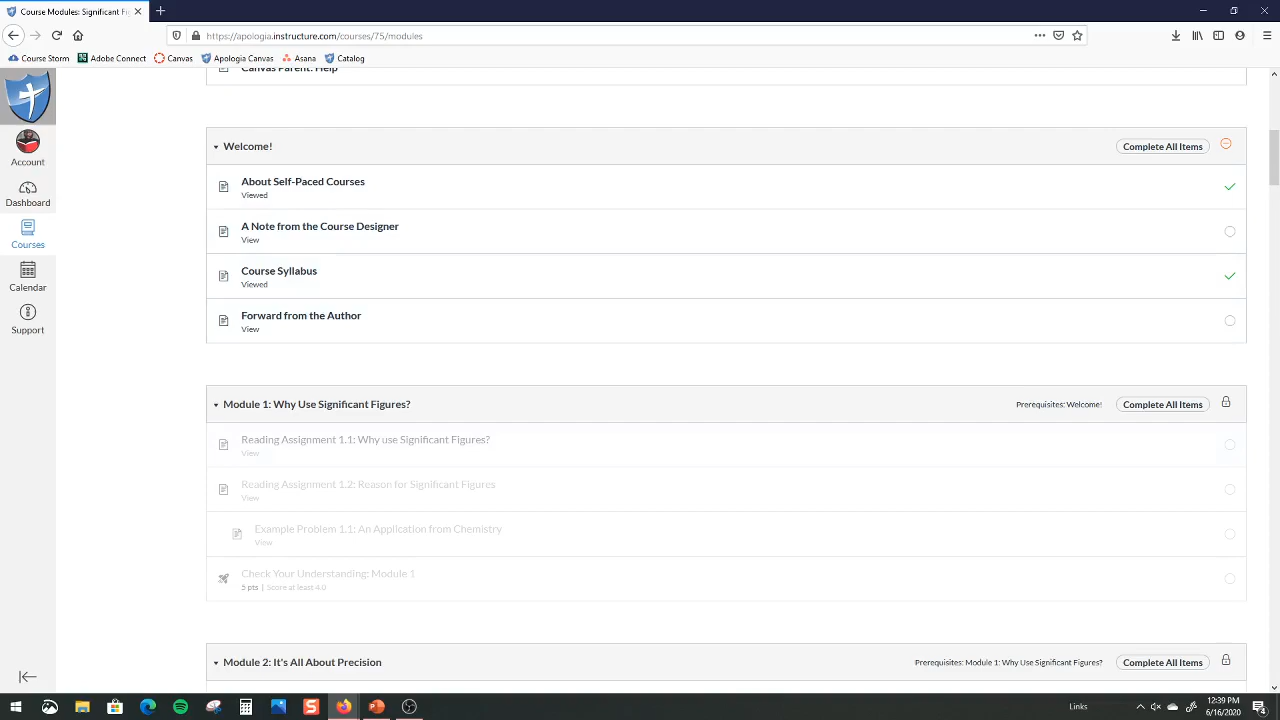 Course Modules: Significant Fig
https://apologia.instructure.com/courses/75/modules
Course Storm
Adobe Connect
Canvas
Apologia Canvas
Asana
Catalog
Canvas Parent: Help
Account
Dashboard
Courses
Calendar
Support
Welcome!
Complete All Items
About Self-Paced Courses
Viewed
A Note from the Course Designer
View
Course Syllabus
Viewed
Forward from the Author
View
Module 1: Why Use Significant Figures?
Prerequisites: Welcome!
Complete All Items
Reading Assignment 1.1: Why use Significant Figures?
View
Reading Assignment 1.2: Reason for Significant Figures
View
Example Problem 1.1: An Application from Chemistry
View
Check Your Understanding: Module 1
5 pts | Score at least 4.0
Module 2: It's All About Precision
Prerequisites: Module 1: Why Use Significant Figures?
Complete All Items
Links
12:39 PM
6/16/2020